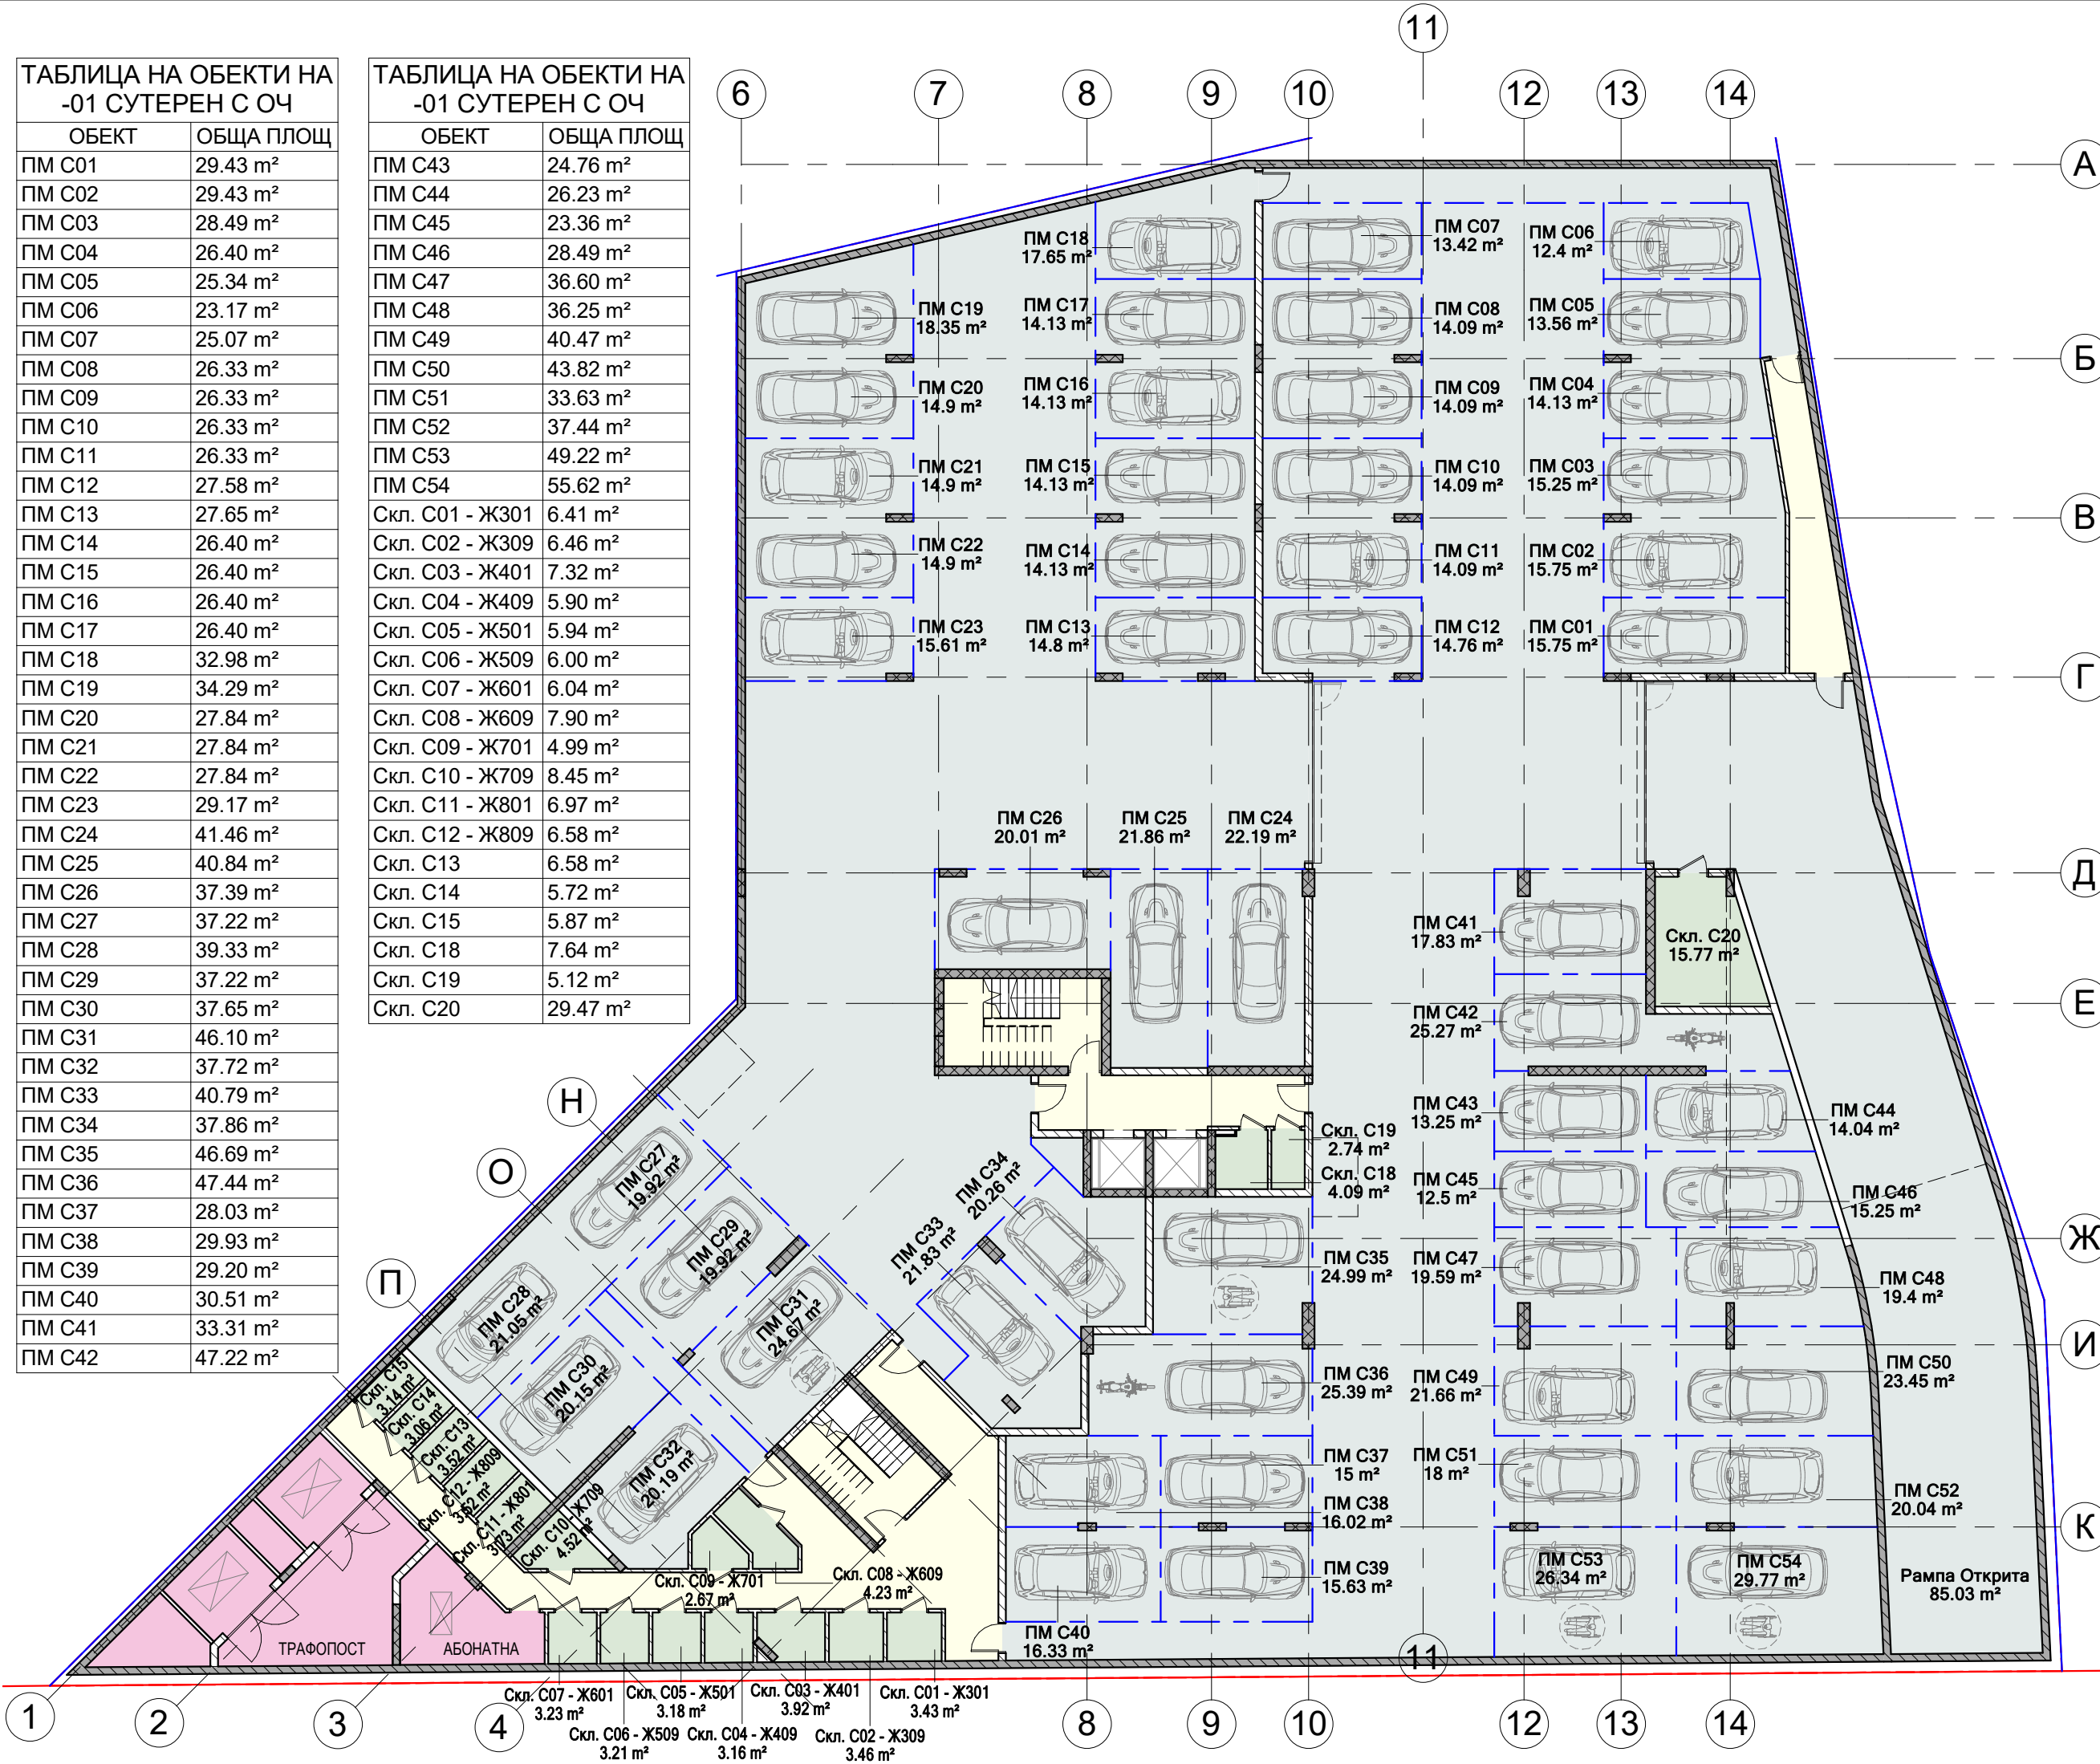 ТАБЛИЦА НА ОБЕКТИ НА
-01 СУТЕРЕН С ОЧ
ОБЕКТ ОБЩА ПЛОЩ
ПМ С01 29.43 m²
ПМ С02 29.43 m²
ПМ С03 28.49 m²
ПМ С04 26.40 m²
ПМ С05 25.34 m²
ПМ С06 23.17 m²
ПМ С07 25.07 m²
ПМ С08 26.33 m²
ПМ С09 26.33 m²
ПМ С10 26.33 m²
ПМ С11 26.33 m²
ПМ С12 27.58 m²
ПМ С13 27.65 m²
ПМ С14 26.40 m²
ПМ С15 26.40 m²
ПМ С16 26.40 m²
ПМ С17 26.40 m²
ПМ С18 32.98 m²
ПМ С19 34.29 m²
ПМ С20 27.84 m²
ПМ С21 27.84 m²
ПМ С22 27.84 m²
ПМ С23 29.17 m²
ПМ С24 41.46 m²
ПМ С25 40.84 m²
ПМ С26 37.39 m²
ПМ С27 37.22 m²
ПМ С28 39.33 m²
ПМ С29 37.22 m²
ПМ С30 37.65 m²
ПМ С31 46.10 m²
ПМ С32 37.72 m²
ПМ С33 40.79 m²
ПМ С34 37.86 m²
ПМ С35 46.69 m²
ПМ С36 47.44 m²
ПМ С37 28.03 m²
ПМ С38 29.93 m²
ПМ С39 29.20 m²
ПМ С40 30.51 m²
ПМ С41 33.31 m²
ПМ С42 47.22 m²
ТАБЛИЦА НА ОБЕКТИ НА
-01 СУТЕРЕН С ОЧ
ОБЕКТ ОБЩА ПЛОЩ
ПМ С43 24.76 m²
ПМ С44 26.23 m²
ПМ С45 23.36 m²
ПМ С46 28.49 m²
ПМ С47 36.60 m²
ПМ С48 36.25 m²
ПМ С49 40.47 m²
ПМ С50 43.82 m²
ПМ С51 33.63 m²
ПМ С52 37.44 m²
ПМ С53 49.22 m²
ПМ С54 55.62 m²
Скл. С01 - Ж301 6.41 m²
Скл. С02 - Ж309 6.46 m²
Скл. С03 - Ж401 7.32 m²
Скл. С04 - Ж409 5.90 m²
Скл. С05 - Ж501 5.94 m²
Скл. С06 - Ж509 6.00 m²
Скл. С07 - Ж601 6.04 m²
Скл. С08 - Ж609 7.90 m²
Скл. С09 - Ж701 4.99 m²
Скл. С10 - Ж709 8.45 m²
Скл. С11 - Ж801 6.97 m²
Скл. С12 - Ж809 6.58 m²
Скл. С13 6.58 m²
Скл. С14 5.72 m²
Скл. С15 5.87 m²
Скл. С18 7.64 m²
Скл. С19 5.12 m²
Скл. С20 29.47 m²
11
6 7 8 9 10 12 13 14
А
Б
В
Г
Д
Е
Ж
И
К
Н
О
П
ПМ С18
17.65 m²
ПМ С07
13.42 m²
ПМ С06
12.4 m²
ПМ С19
18.35 m²
ПМ С17
14.13 m²
ПМ С08
14.09 m²
ПМ С05
13.56 m²
ПМ С20
14.9 m²
ПМ С16
14.13 m²
ПМ С09
14.09 m²
ПМ С04
14.13 m²
ПМ С21
14.9 m²
ПМ С15
14.13 m²
ПМ С10
14.09 m²
ПМ С03
15.25 m²
ПМ С22
14.9 m²
ПМ С14
14.13 m²
ПМ С11
14.09 m²
ПМ С02
15.75 m²
ПМ С23
15.61 m²
ПМ С13
14.8 m²
ПМ С12
14.76 m²
ПМ С01
15.75 m²
ПМ С26
20.01 m²
ПМ С25
21.86 m²
ПМ С24
22.19 m²
ПМ С41
17.83 m²
Скл. С20
15.77 m²
ПМ С42
25.27 m²
ПМ С43
13.25 m²
ПМ С44
14.04 m²
Скл. С19
2.74 m²
Скл. С18
4.09 m²
ПМ С45
12.5 m²
ПМ С46
15.25 m²
ПМ С27
19.92 m²
ПМ С29
19.92 m²
ПМ С34
20.26 m²
ПМ С33
21.83 m²
ПМ С35
24.99 m²
ПМ С47
19.59 m²
ПМ С48
19.4 m²
ПМ С28
21.05 m²
ПМ С31
24.67 m²
ПМ С30
20.15 m²
ПМ С36
25.39 m²
ПМ С49
21.66 m²
ПМ С50
23.45 m²
ПМ С32
20.19 m²
ПМ С37
15 m²
ПМ С51
18 m²
ПМ С38
16.02 m²
ПМ С52
20.04 m²
ПМ С39
15.63 m²
ПМ С53
26.34 m²
ПМ С54
29.77 m²
Рампа Открита
85.03 m²
ПМ С40
16.33 m²
Скл. С15
3.14 m²
Скл. С14
3.06 m²
Скл. С13
3.52 m²
Скл. С12 - Ж809
3.52 m²
Скл. С11 - Ж801
3.73 m²
Скл. С10 - Ж709
4.52 m²
Скл. С09 - Ж701
2.67 m²
Скл. С08 - Ж609
4.23 m²
ТРАФОПОСТ
АБОНАТНА
Скл. С07 - Ж601
3.23 m²
Скл. С05 - Ж501
3.18 m²
Скл. С03 - Ж401
3.92 m²
Скл. С01 - Ж301
3.43 m²
Скл. С06 - Ж509
3.21 m²
Скл. С04 - Ж409
3.16 m²
Скл. С02 - Ж309
3.46 m²
11
1 2 3 4 8 9 10 12 13 14